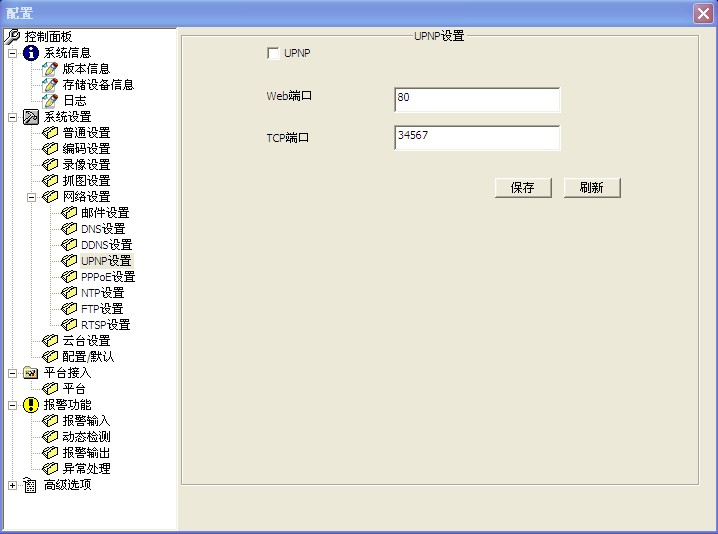 配置
控制面板
系统信息
版本信息
存储设备信息
日志
系统设置
普通设置
编码设置
录像设置
抓图设置
网络设置
邮件设置
DNS设置
DDNS设置
UPNP设置
PPPoE设置
NTP设置
FTP设置
RTSP设置
云台设置
配置/默认
平台接入
平台
报警功能
报警输入
动态检测
报警输出
异常处理
高级选项
UPNP设置
UPNP
Web端口 80
TCP端口 34567
保存 刷新